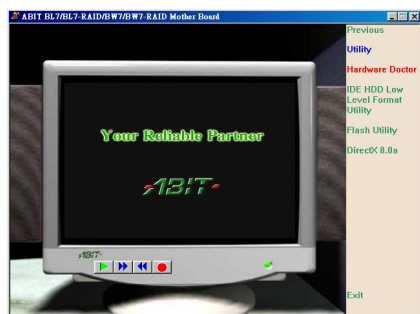 ABIT BL7/BL7-RAID/BW7/BW7-RAID Mother Board
Previous
Utility
Hardware Doctor
IDE HDD Low
Level Format
Utility
Flash Utility
DirectX 8.0a
Your Reliable Partner
ABIT
ABIT
Exit